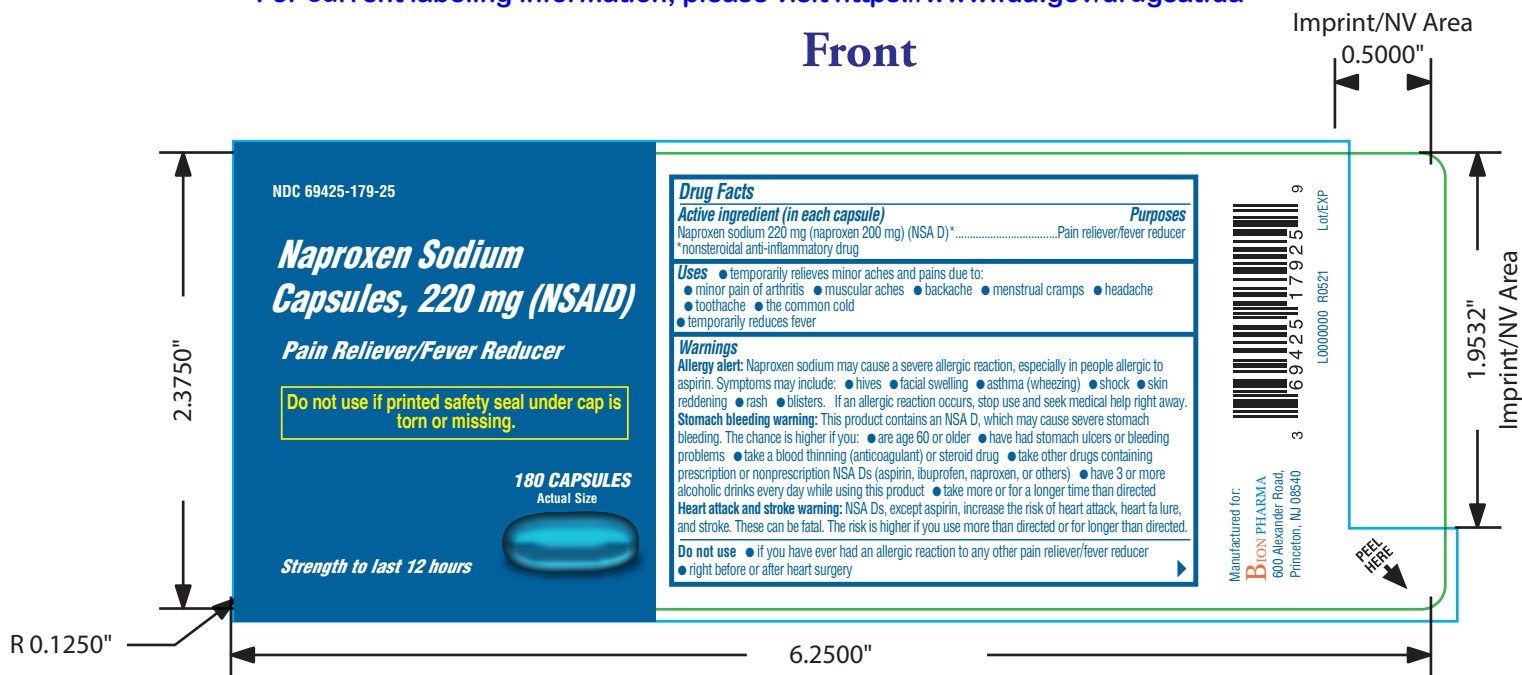 Front
Imprint/NV Area
0.5000"
2.3750"
NDC 69425-179-25
Naproxen Sodium
Capsules, 220 mg (NSAID)
Pain Reliever/Fever Reducer
Do not use if printed safety seal under cap is
torn or missing.
180 CAPSULES
Actual Size
Strength to last 12 hours
Drug Facts
Active ingredient (in each capsule) Purposes
Naproxen sodium 220 mg (naproxen 200 mg) (NSA D)*...................................Pain reliever/fever reducer
*nonsteroidal anti-inflammatory drug
Uses ● temporarily relieves minor aches and pains due to:
● minor pain of arthritis ● muscular aches ● backache ● menstrual cramps ● headache
● toothache ● the common cold
● temporarily reduces fever
Warnings
Allergy alert: Naproxen sodium may cause a severe allergic reaction, especially in people allergic to
aspirin. Symptoms may include: ● hives ● facial swelling ● asthma (wheezing) ● shock ● skin
reddening ● rash ● blisters. If an allergic reaction occurs, stop use and seek medical help right away.
Stomach bleeding warning: This product contains an NSA D, which may cause severe stomach
bleeding. The chance is higher if you: ● are age 60 or older ● have had stomach ulcers or bleeding
problems ● take a blood thinning (anticoagulant) or steroid drug ● take other drugs containing
prescription or nonprescription NSA Ds (aspirin, ibuprofen, naproxen, or others) ● have 3 or more
alcoholic drinks every day while using this product ● take more or for a longer time than directed
Heart attack and stroke warning: NSA Ds, except aspirin, increase the risk of heart attack, heart fa lure,
and stroke. These can be fatal. The risk is higher if you use more than directed or for longer than directed.
Do not use ● if you have ever had an allergic reaction to any other pain reliever/fever reducer
● right before or after heart surgery
3 69425 17925 9
L0000000 R0521 Lot/EXP
Manufactured for:
BION PHARMA
600 Alexander Road,
Princeton, NJ 08540
PEEL
HERE
1.9532"
Imprint/NV Area
R 0.1250"
6.2500"